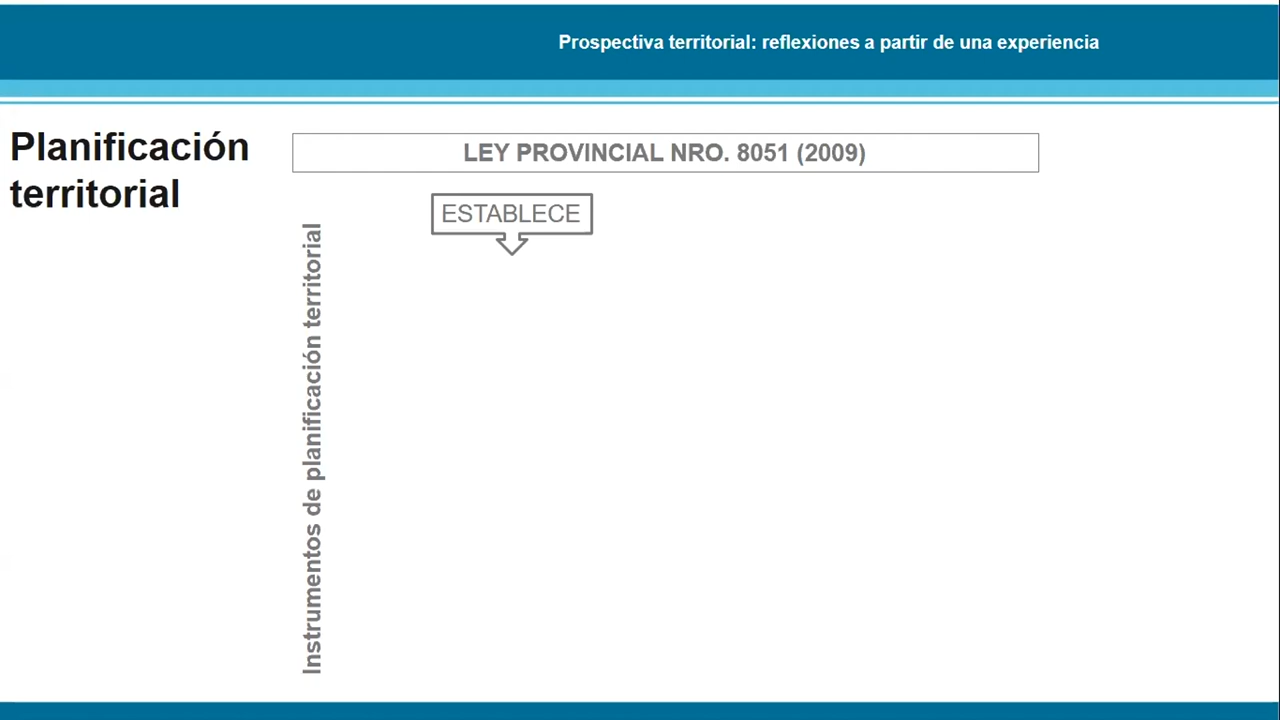 Prospectiva territorial: reflexiones a partir de una experiencia
Planificación
territorial
LEY PROVINCIAL NRO. 8051 (2009)
ESTABLECE
Instrumentos de planificación territorial